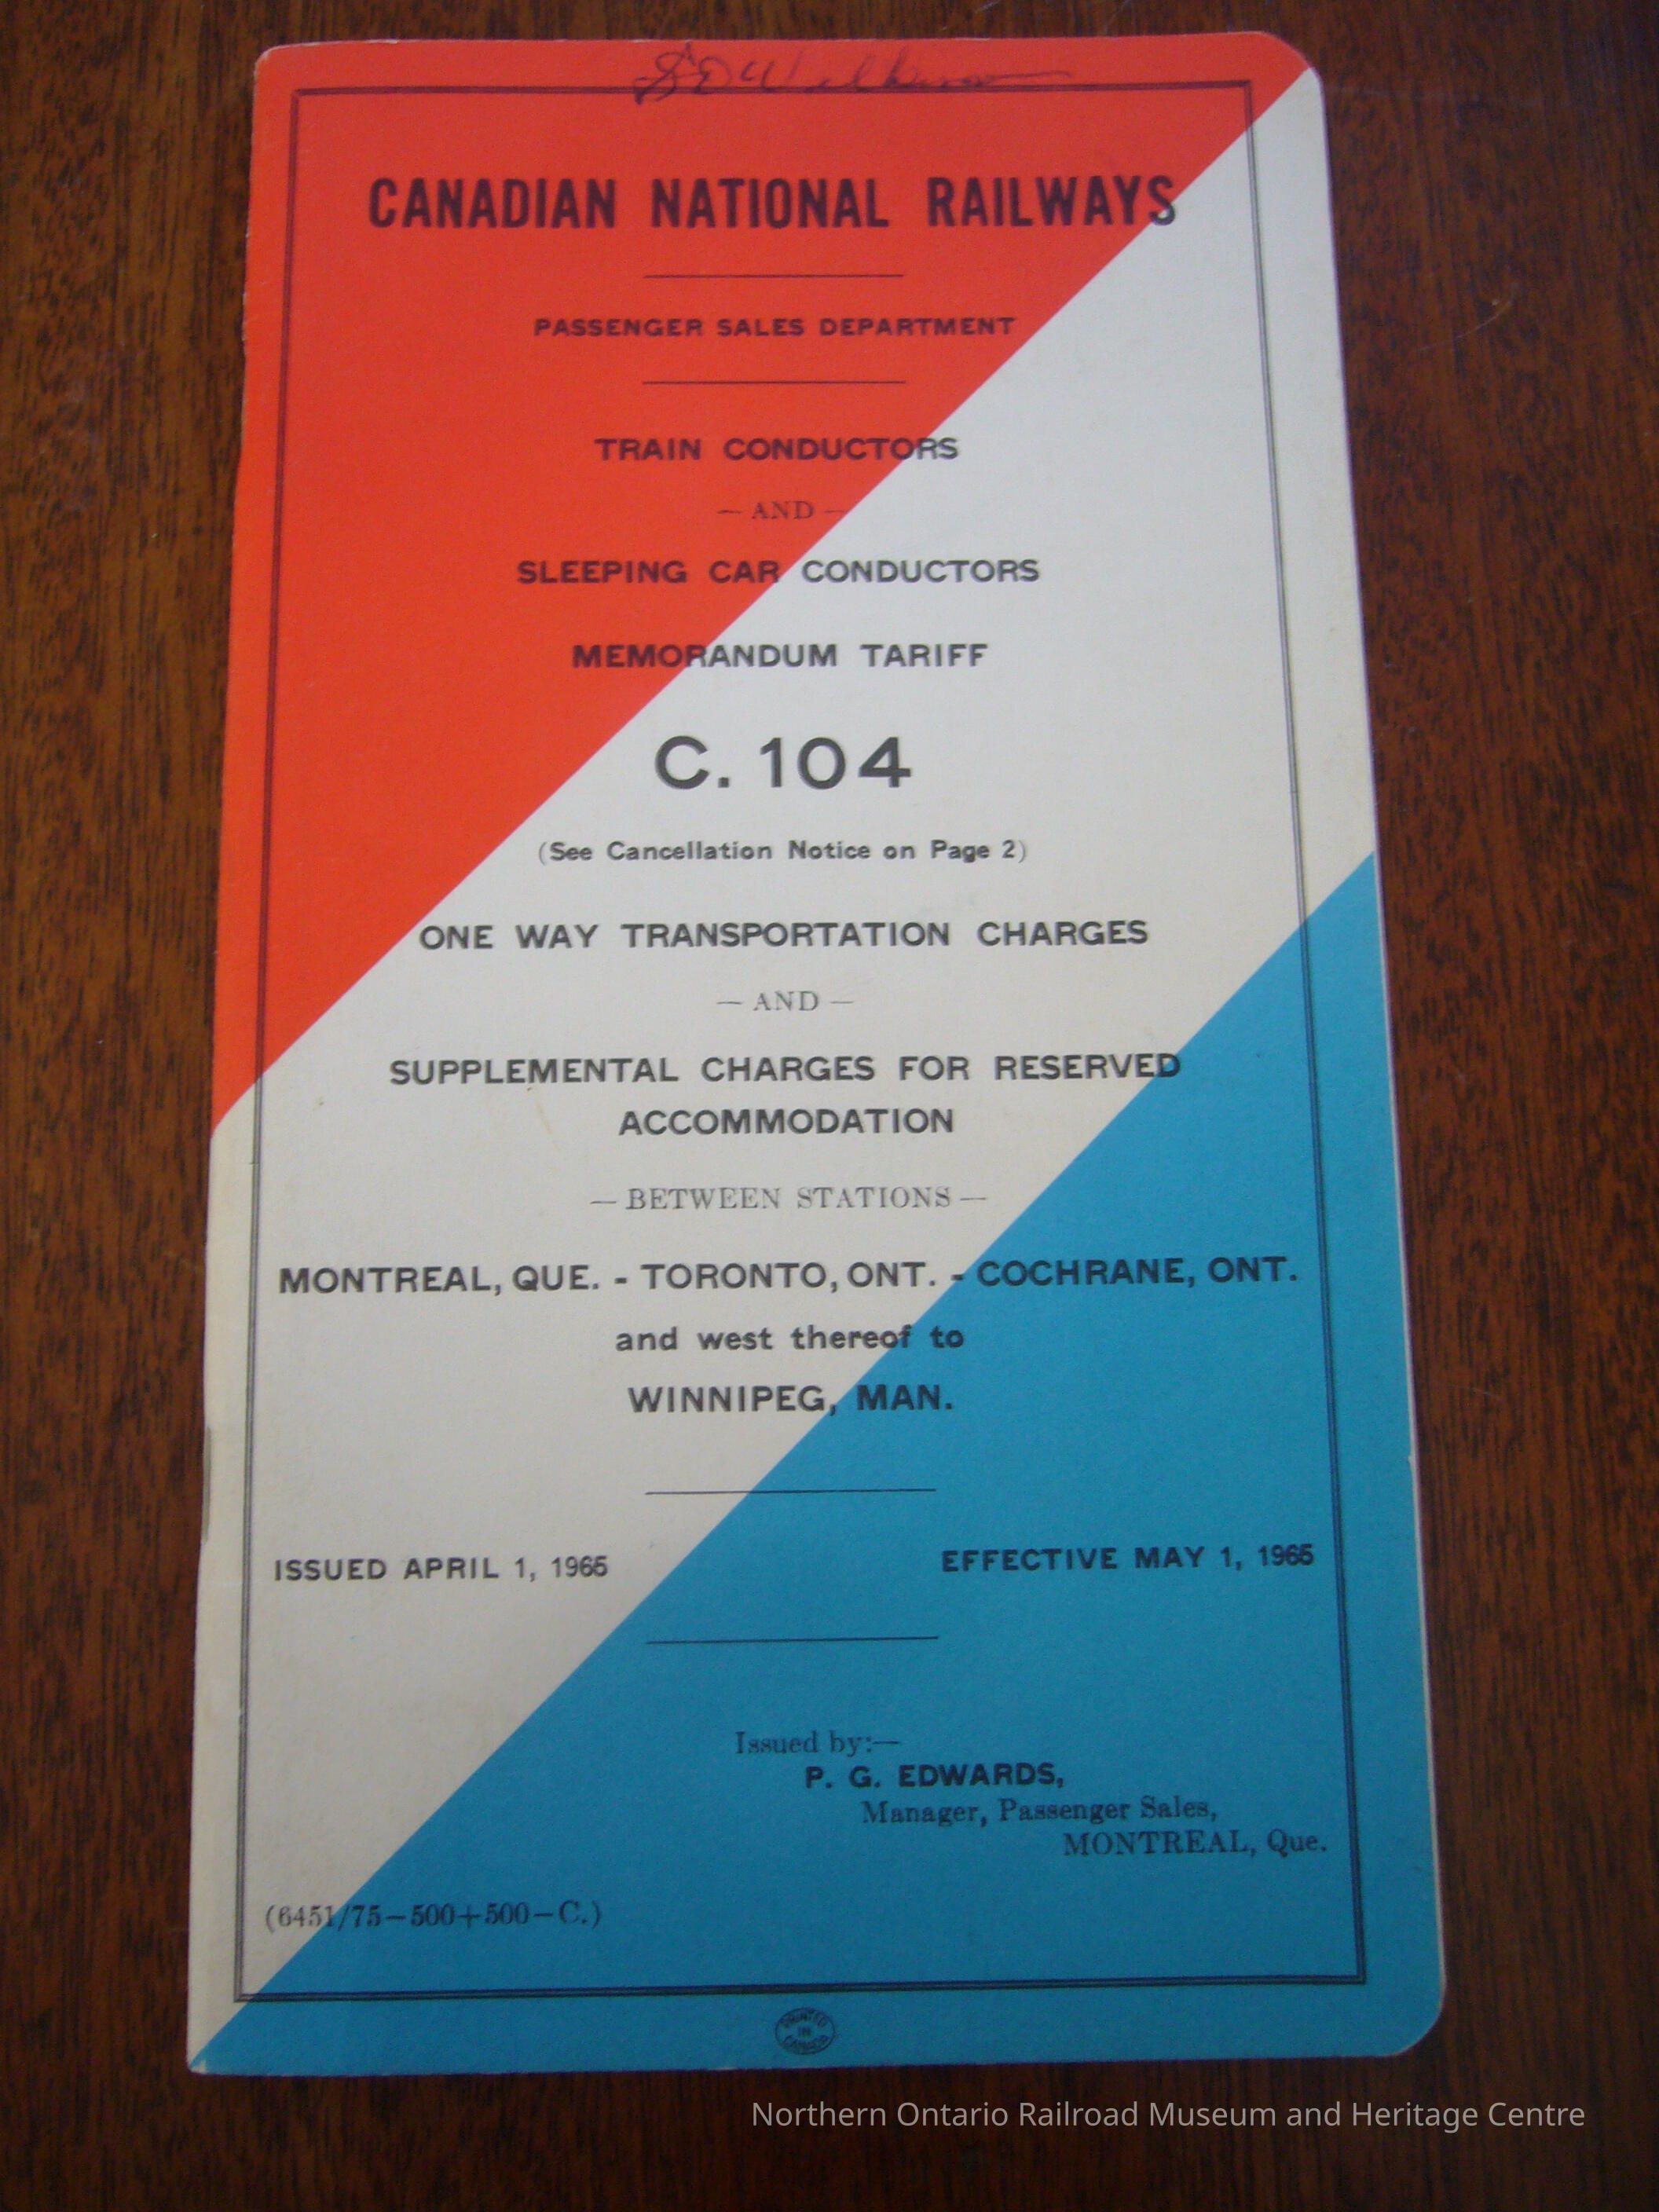 CANADIAN NATIONAL RAILWAYS
PASSENGER SALES DEPARTMENT
TRAIN CONDUCTORS
— AND —
SLEEPING CAR CONDUCTORS
MEMORANDUM TARIFF
C. 104
(See Cancellation Notice on Page 2)
ONE WAY TRANSPORTATION CHARGES
— AND —
SUPPLEMENTAL CHARGES FOR RESERVED
ACCOMMODATION
— BETWEEN STATIONS —
MONTREAL, QUE. - TORONTO, ONT. - COCHRANE, ONT.
and west thereof to
WINNIPEG, MAN.
ISSUED APRIL 1, 1965 EFFECTIVE MAY 1, 1965
Issued by:—
P. G. EDWARDS,
Manager, Passenger Sales,
MONTREAL, Que.
(6451/75—500+500—C.)
PRINTED
IN
CANADA
Northern Ontario Railroad Museum and Heritage Centre